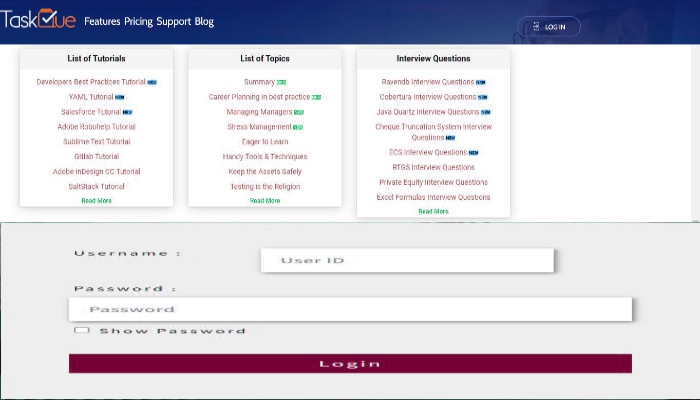 TaskQue
Features Pricing Support Blog
LOG IN
List of Tutorials
Developers Best Practices Tutorial NEW
YAML Tutorial NEW
Salesforce Tutorial NEW
Adobe Robohelp Tutorial
Sublime Text Tutorial
GItlab Tutorial
Adobe InDesign CC Tutorial
SaltStack Tutorial
Read More
List of Topics
Summary
Career Planning in best practice
Managing Managers
Stress Management
Eager to Learn
Handy Tools & Techniques
Keep the Assets Safely
Testing is the Religion
Read More
Interview Questions
Ravendb Interview Questions NEW
Cobertura Interview Questions NEW
Java Quartz Interview Questions NEW
Cheque Truncation System Interview
Questions NEW
ECS Interview Questions NEW
RTGS Interview Questions
Private Equity Interview Questions
Excel Formulas Interview Questions
Read More
Username :
User ID
Password :
Password
Show Password
Login